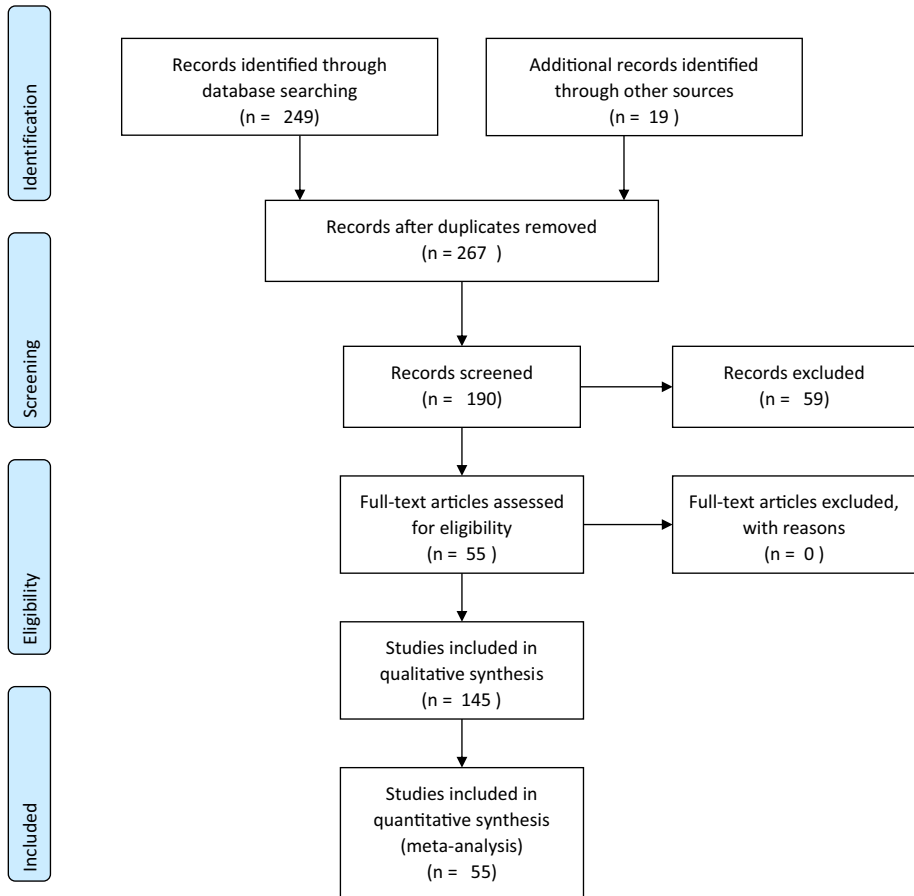 Identification
Records identified through
database searching
(n = 249)
Additional records identified
through other sources
(n = 19 )
Records after duplicates removed
(n = 267 )
Screening
Records screened
(n = 190)
Records excluded
(n = 59)
Eligibility
Full-text articles assessed
for eligibility
(n = 55 )
Full-text articles excluded,
with reasons
(n = 0 )
Studies included in
qualitative synthesis
(n = 145 )
Included
Studies included in
quantitative synthesis
(meta-analysis)
(n = 55)